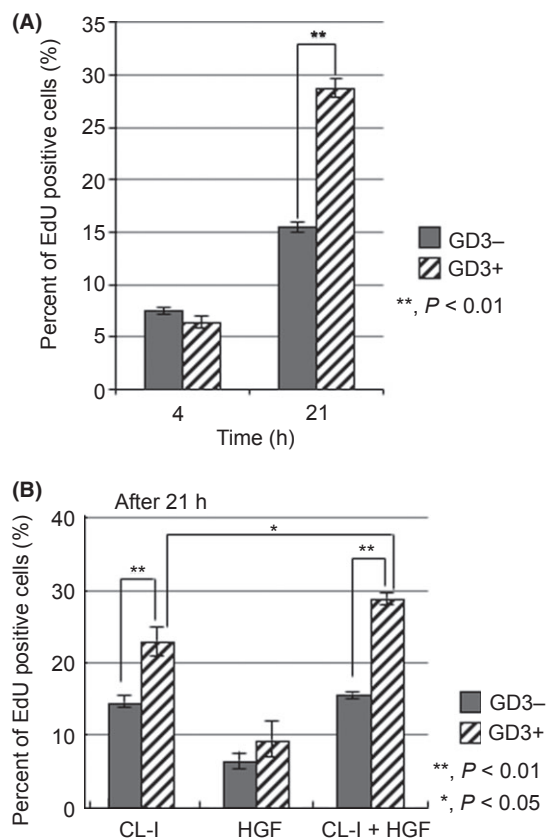 (A)
35
30
25
20
15
10
5
0
Percent of EdU positive cells (%)
**
4
21
Time (h)
GD3–
GD3+
**, P < 0.01
(B)
After 21 h
40
30
20
10
0
Percent of EdU positive cells (%)
**
*
**
CL-I
HGF
CL-I + HGF
GD3–
GD3+
**, P < 0.01
*, P < 0.05